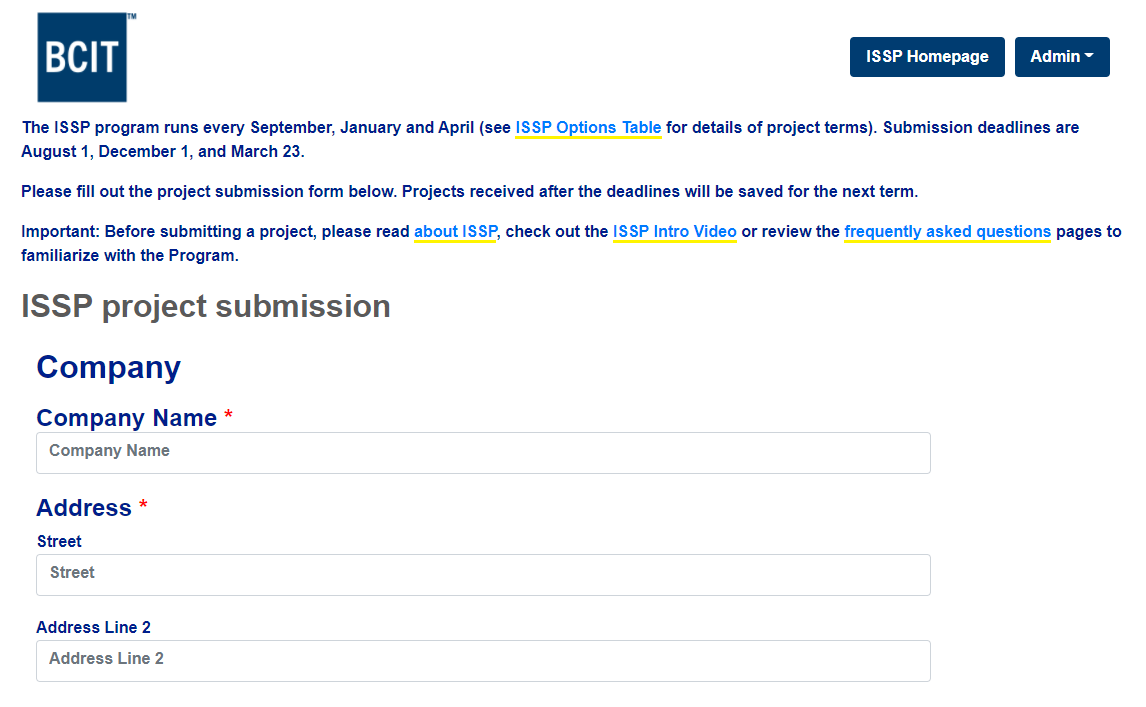 BCIT™
ISSP Homepage
Admin
The ISSP program runs every September, January and April (see ISSP Options Table for details of project terms). Submission deadlines are
August 1, December 1, and March 23.
Please fill out the project submission form below. Projects received after the deadlines will be saved for the next term.
Important: Before submitting a project, please read about ISSP, check out the ISSP Intro Video or review the frequently asked questions pages to
familiarize with the Program.
ISSP project submission
Company
Company Name *
Company Name
Address *
Street
Street
Address Line 2
Address Line 2